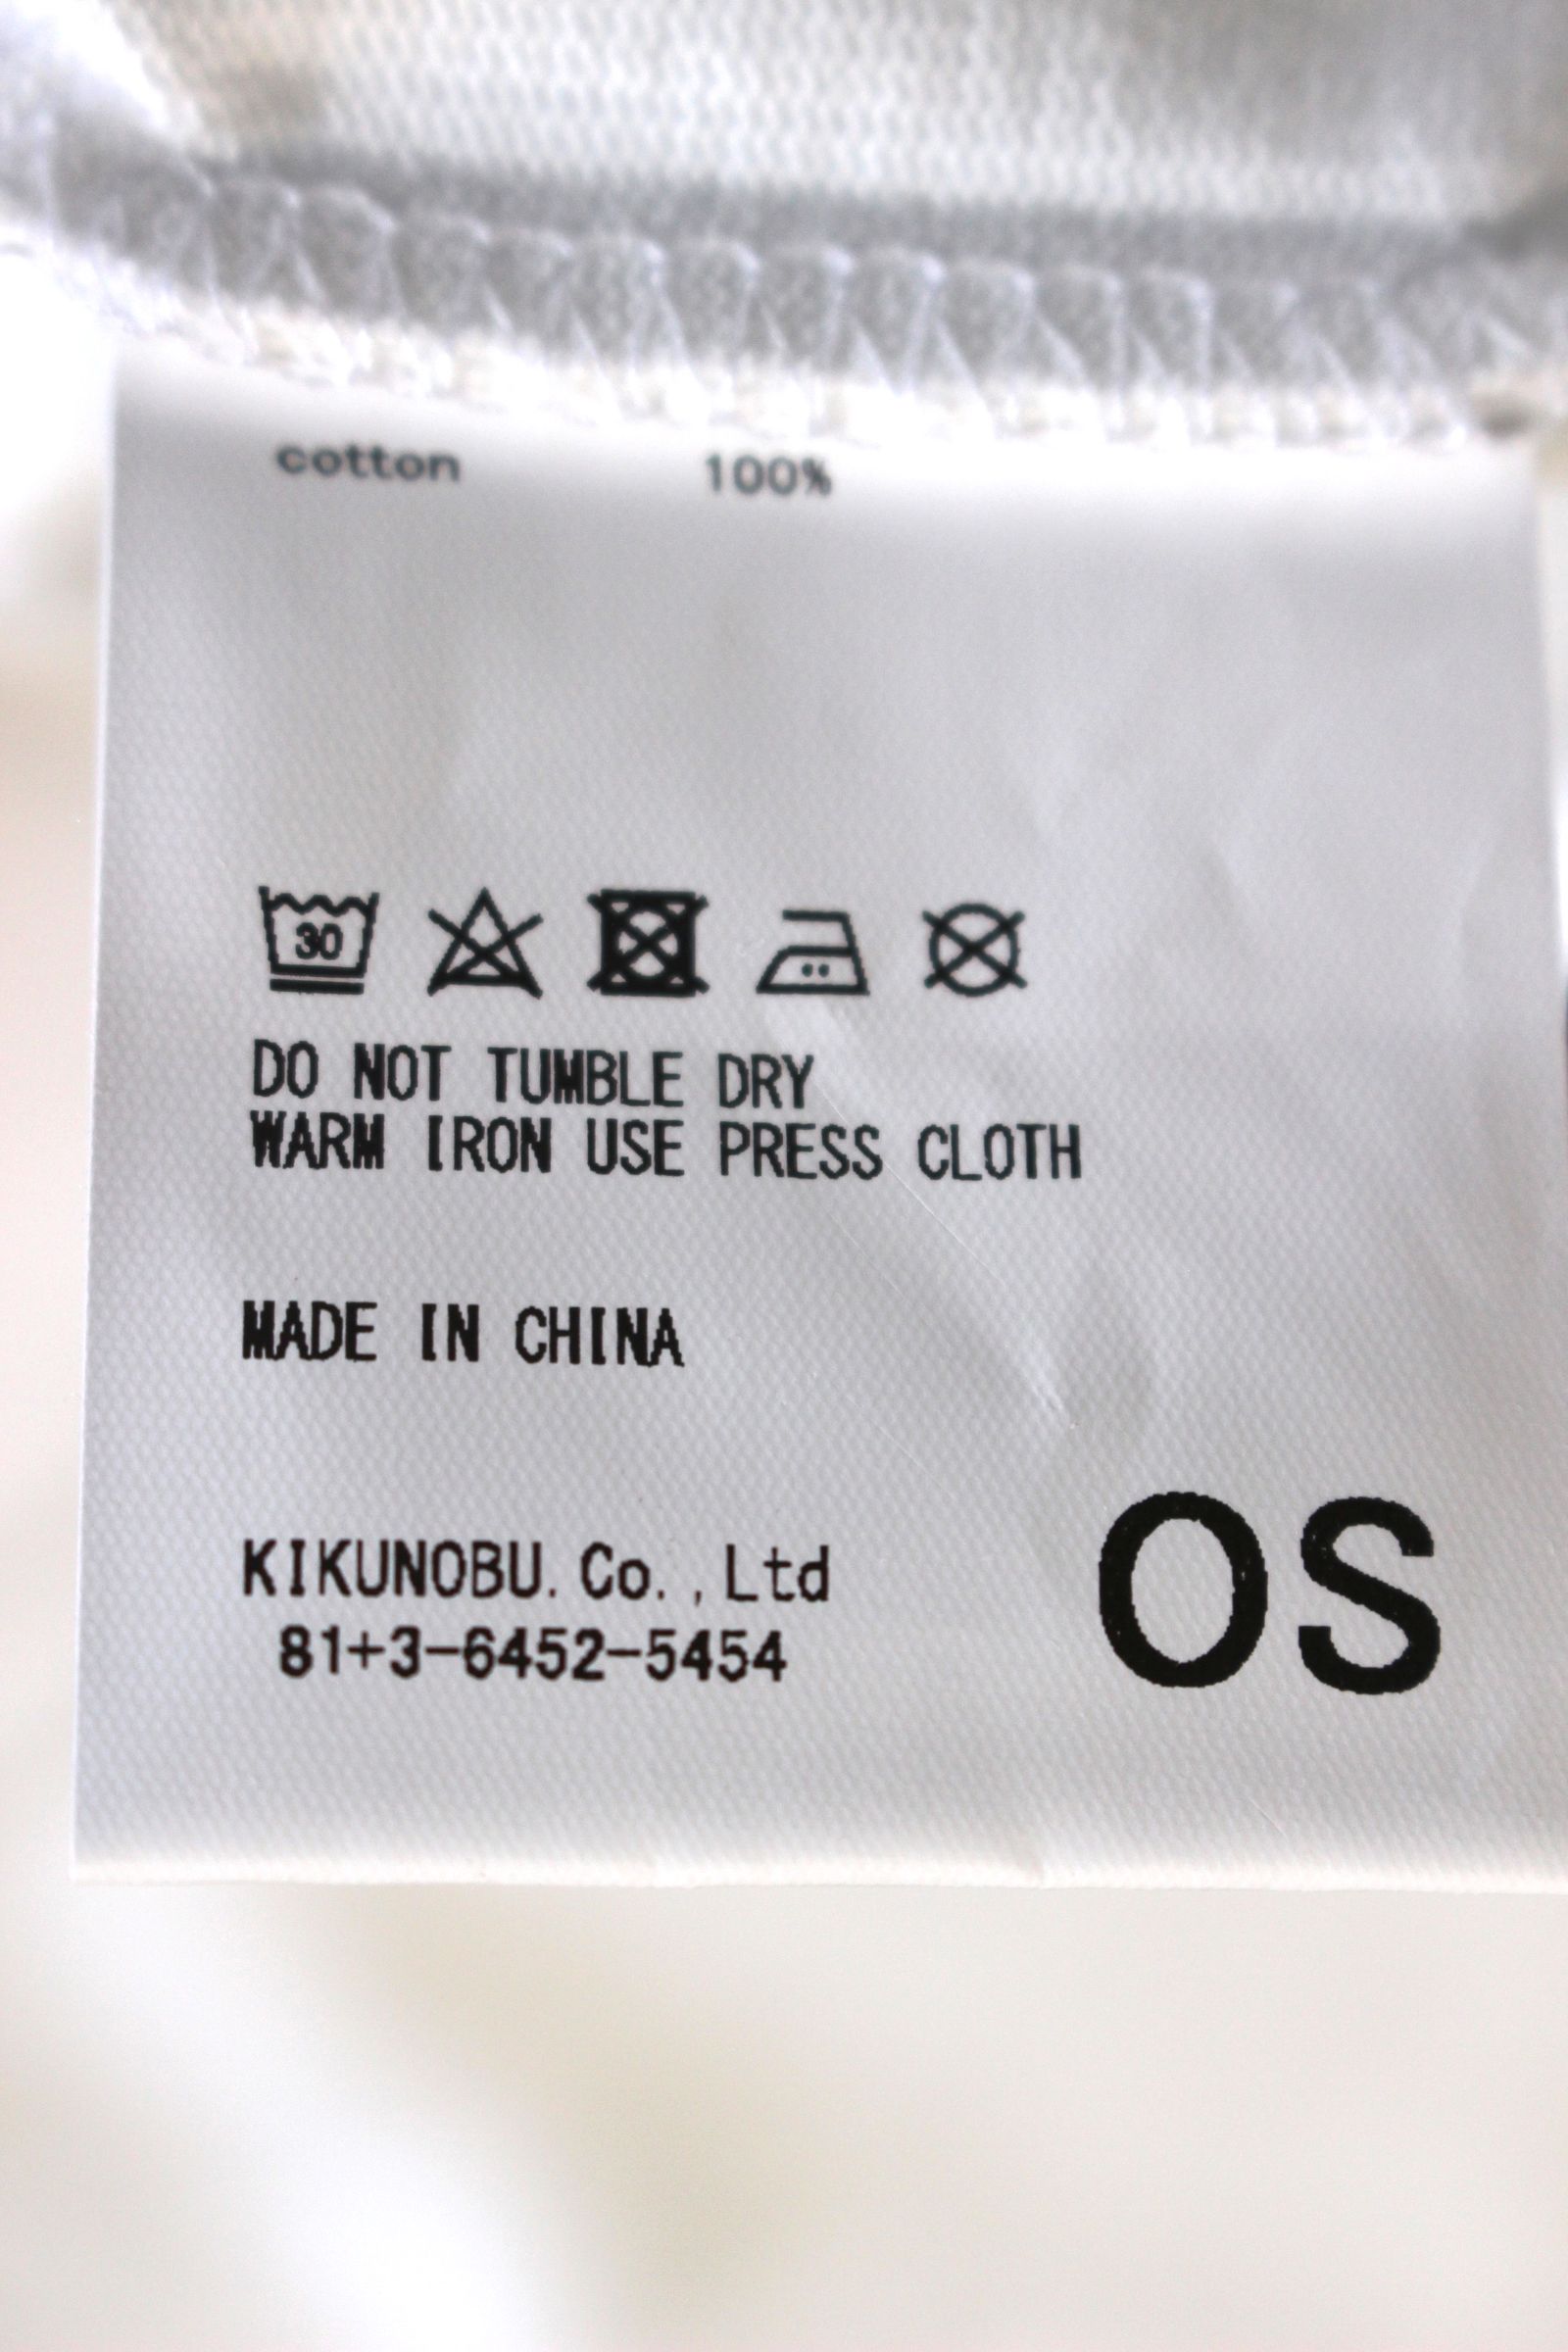 cotton 100%
30
DO NOT TUMBLE DRY
WARM IRON USE PRESS CLOTH
MADE IN CHINA
KIKUNOBU.Co.,Ltd
81+3-6452-5454
OS